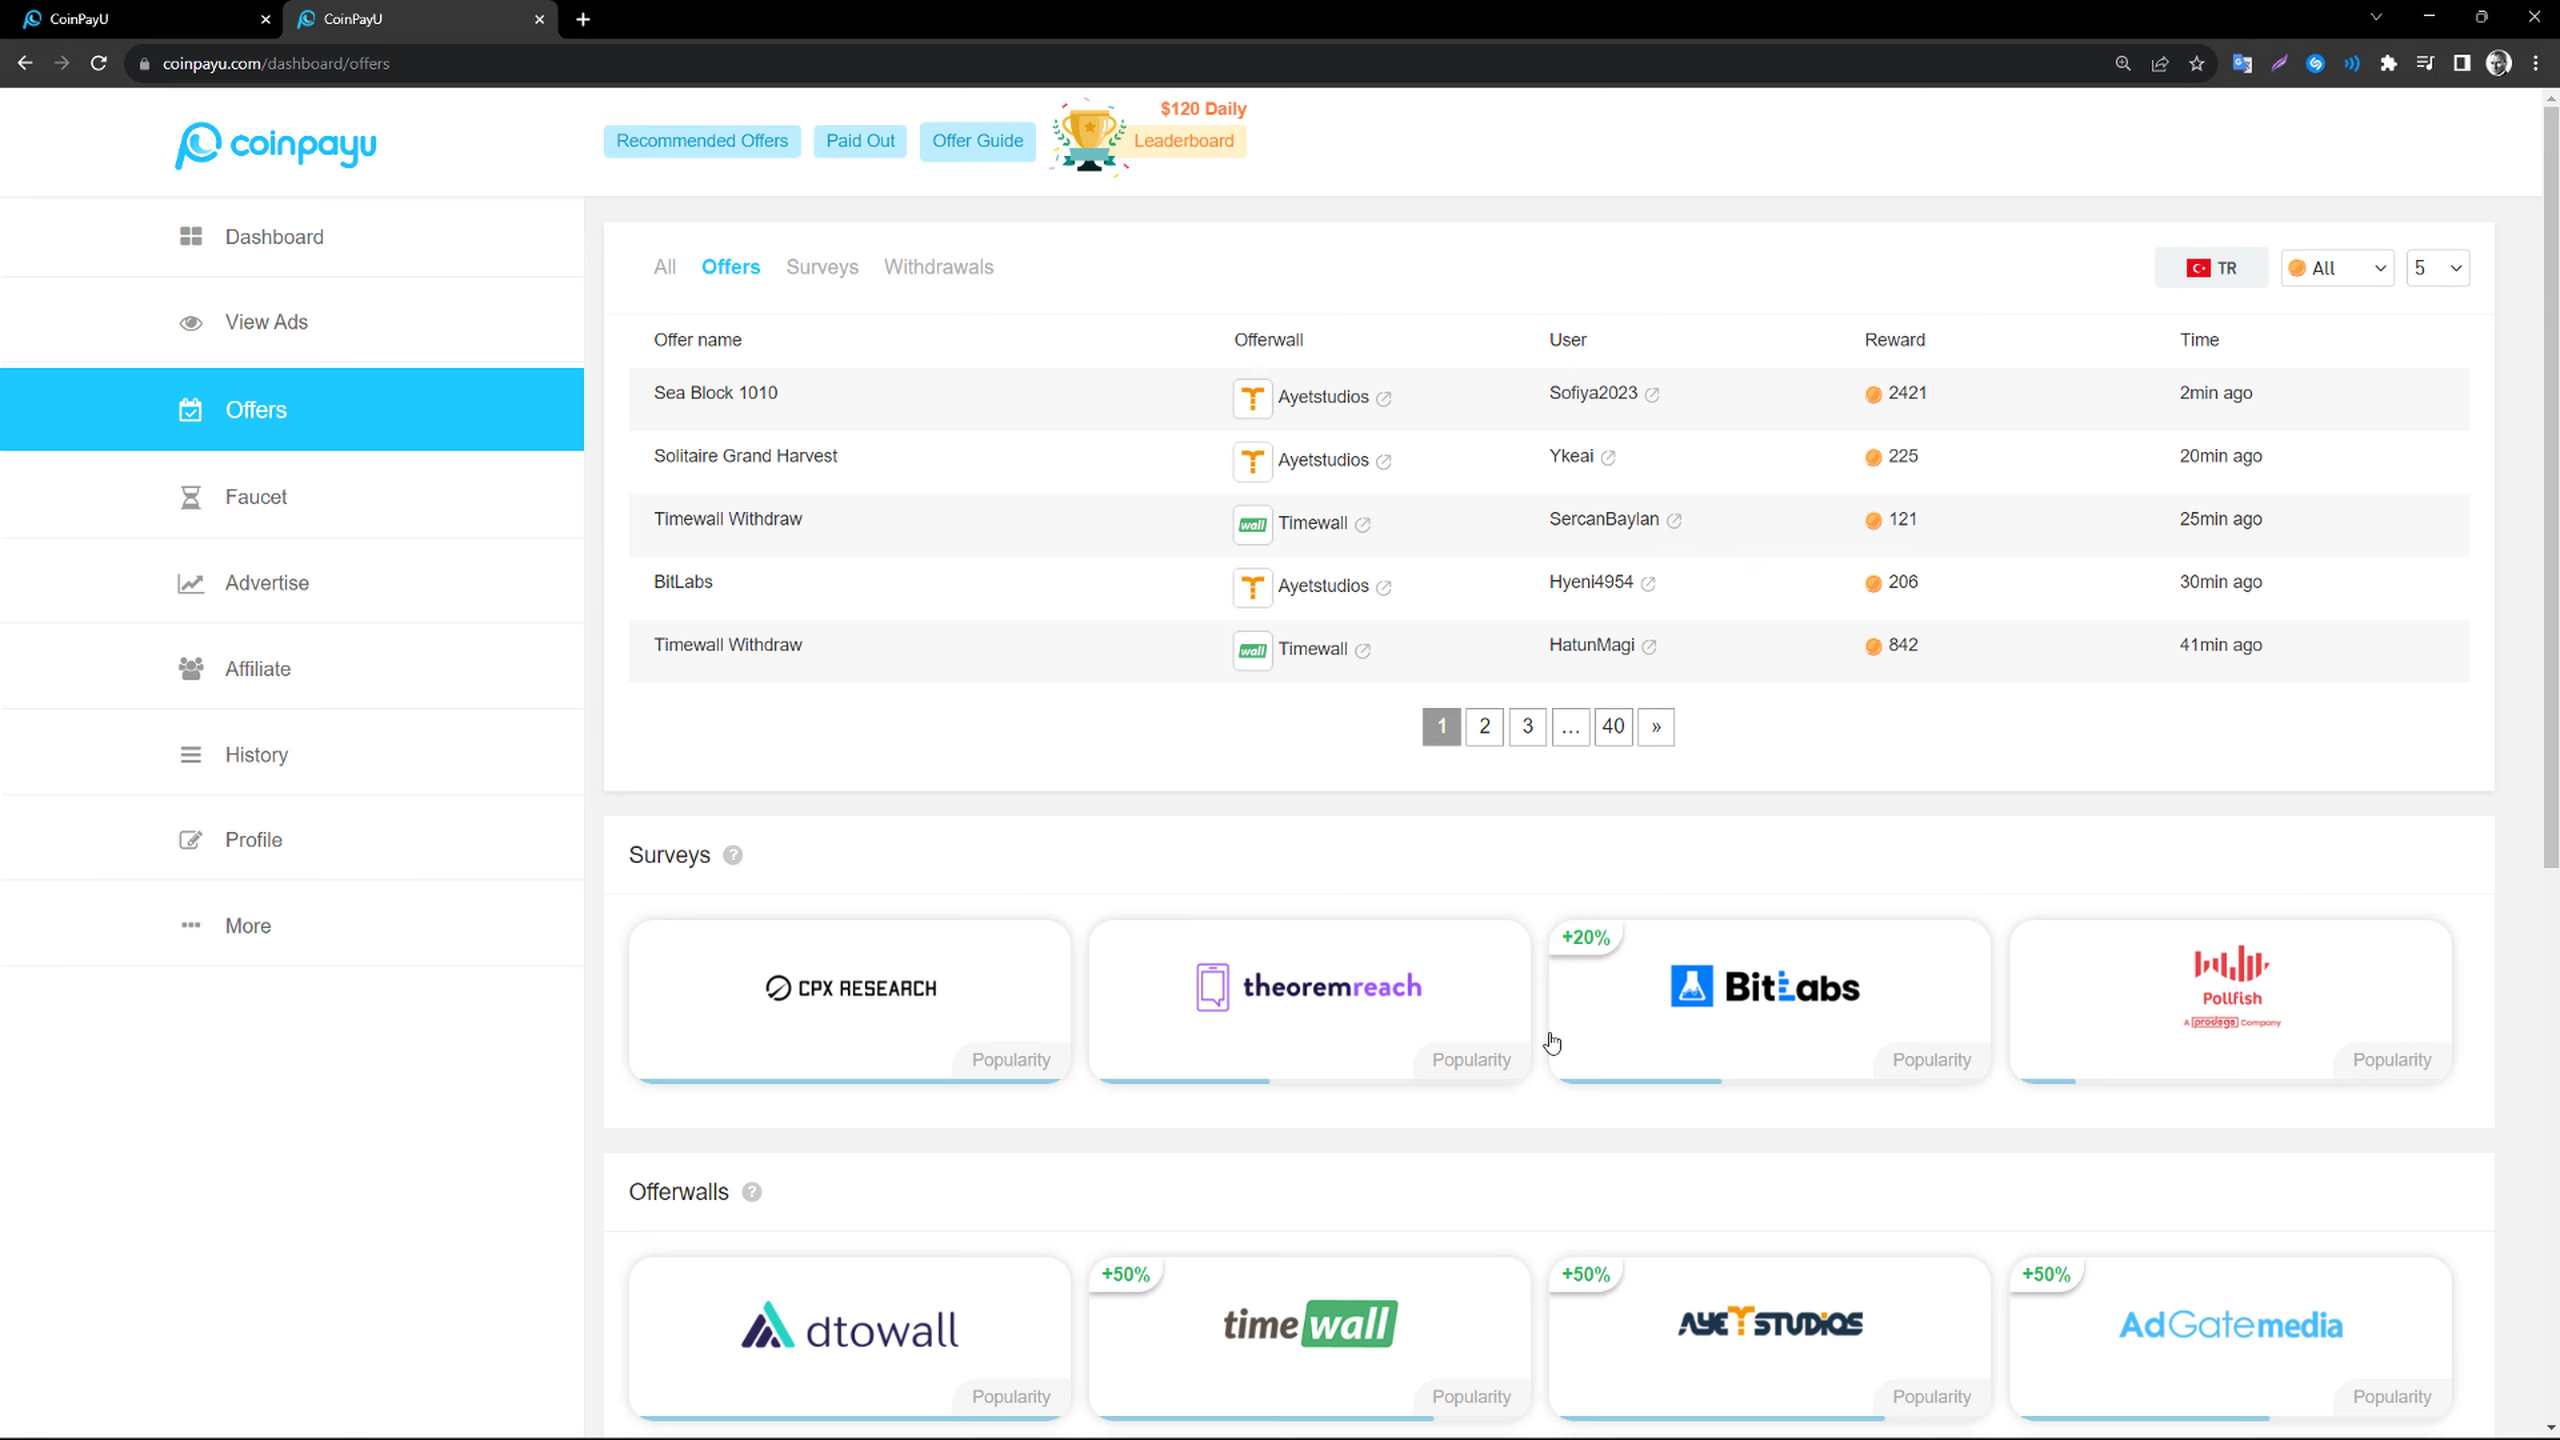 CoinPayU
CoinPayU
coinpayu.com/dashboard/offers
coinpayu
Recommended Offers
Paid Out
Offer Guide
$120 Daily
Leaderboard
Dashboard
View Ads
Offers
Faucet
Advertise
Affiliate
History
Profile
More
All Offers Surveys Withdrawals
TR
All
5
Offer name Offerwall User Reward Time
Sea Block 1010 Ayetstudios Sofiya2023 2421 2min ago
Solitaire Grand Harvest Ayetstudios Ykeai 225 20min ago
Timewall Withdraw wall Timewall SercanBaylan 121 25min ago
BitLabs Ayetstudios Hyeni4954 206 30min ago
Timewall Withdraw wall Timewall HatunMagi 842 41min ago
1 2 3 ... 40 »
Surveys ?
CPX RESEARCH
Popularity
theoremreach
Popularity
+20%
BitLabs
Popularity
Pollfish
A prodege Company
Popularity
Offerwalls ?
dtowall
Popularity
+50%
timewall
Popularity
+50%
AYETSTUDIOS
Popularity
+50%
AdGatemedia
Popularity